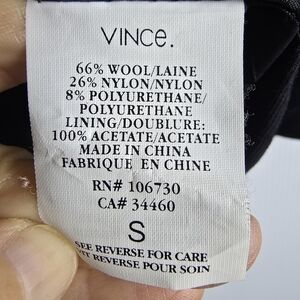 VINCE.
66% WOOL/LAINE
26% NYLON/NYLON
8% POLYURETHANE/
POLYURETHANE
LINING/DOUBLURE:
100% ACETATE/ACETATE
MADE IN CHINA
FABRIQUE EN CHINE
RN# 106730
CA# 34460
S
SEE REVERSE FOR CARE
REVERSE POUR SOIN